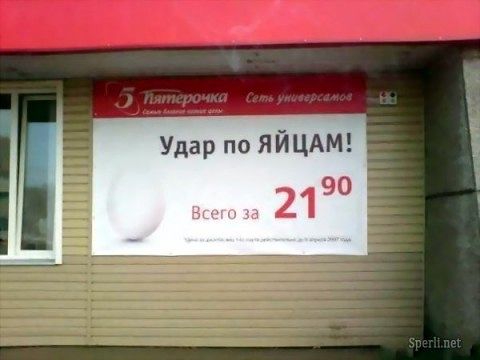 5 Пятёрочка Сеть универсамов
Удар по ЯЙЦАМ!
Всего за 21 90
Sperli.net